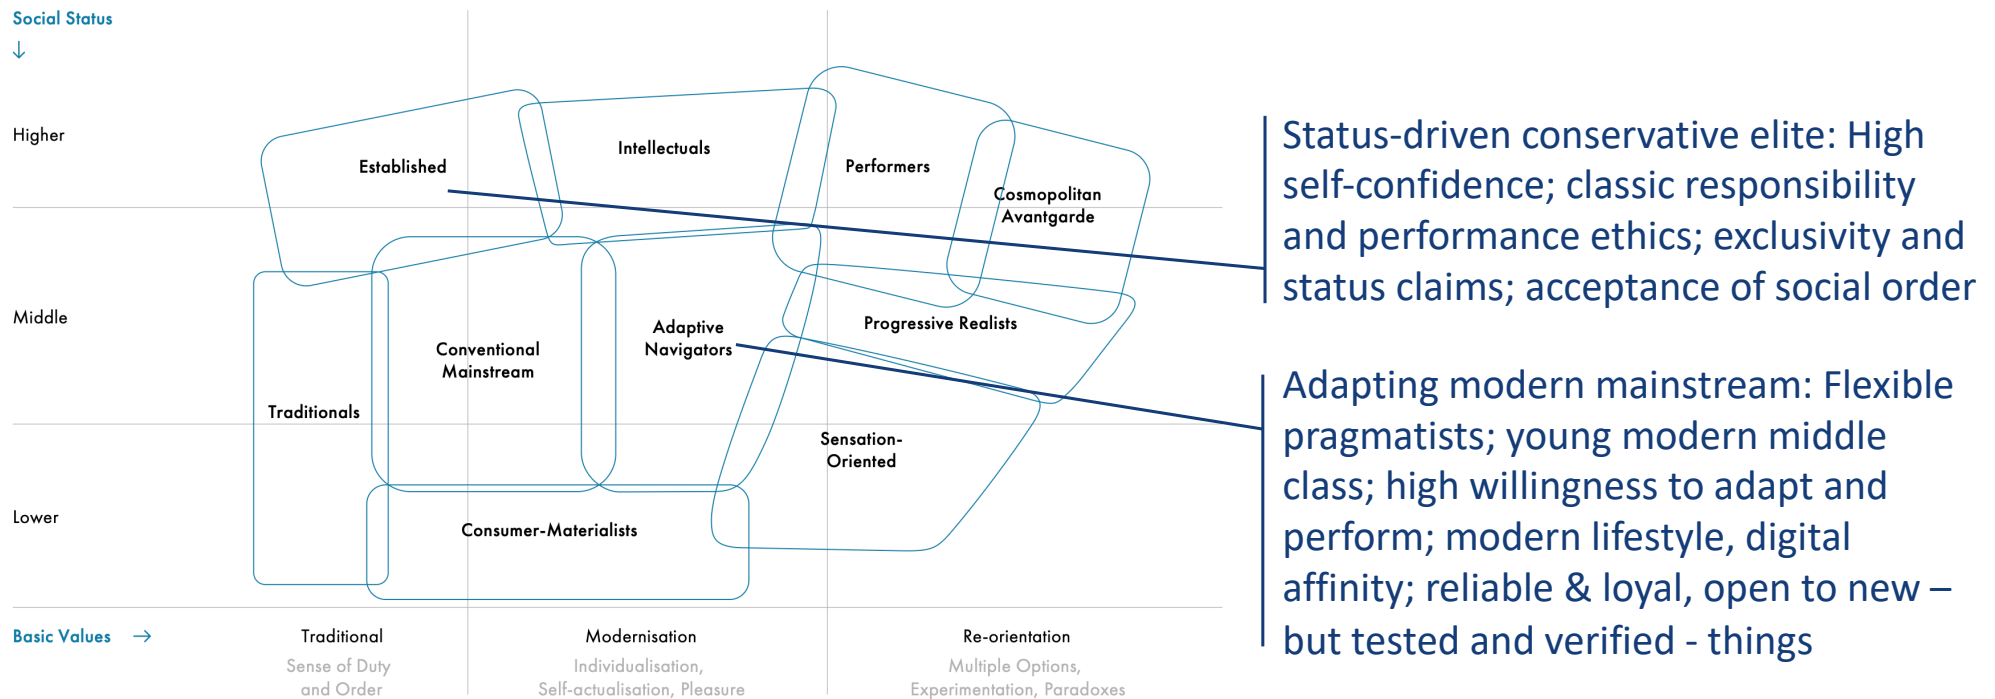 Social Status
↓
Higher
Middle
Lower
Established
Intellectuals
Performers
Cosmopolitan
Avantgarde
Conventional
Mainstream
Adaptive
Navigators
Progressive Realists
Traditionals
Sensation-
Oriented
Consumer-Materialists
Basic Values →
Traditional
Sense of Duty
and Order
Modernisation
Individualisation,
Self-actualisation, Pleasure
Re-orientation
Multiple Options,
Experimentation, Paradoxes
Status-driven conservative elite: High
self-confidence; classic responsibility
and performance ethics; exclusivity and
status claims; acceptance of social order
Adapting modern mainstream: Flexible
pragmatists; young modern middle
class; high willingness to adapt and
perform; modern lifestyle, digital
affinity; reliable & loyal, open to new –
but tested and verified - things